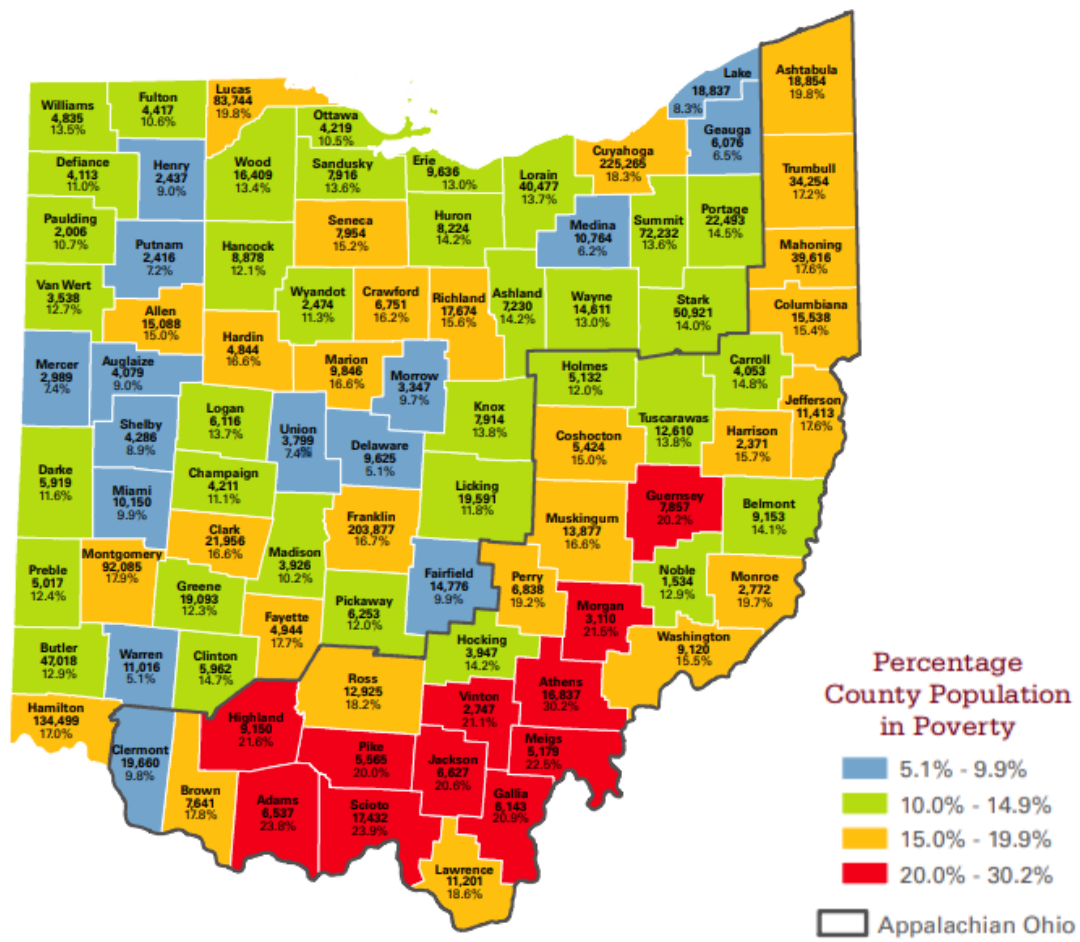 Williams
4,835
13.5%
Fulton
4,417
10.6%
Lucas
83,744
19.8%
Ottawa
4,219
10.5%
Lake
18,837
8.3%
Geauga
6,076
6.5%
Ashtabula
18,854
19.8%
Defiance
4,113
11.0%
Henry
2,437
9.0%
Wood
16,409
13.4%
Sandusky
7,916
13.6%
Erie
9,636
13.0%
Lorain
40,477
13.7%
Cuyahoga
225,265
18.3%
Trumbull
34,254
17.2%
Paulding
2,006
10.7%
Putnam
2,416
7.2%
Hancock
8,878
12.1%
Seneca
7,954
15.2%
Huron
8,224
14.2%
Medina
10,764
6.2%
Summit
72,232
13.6%
Portage
22,493
14.5%
Mahoning
39,616
17.6%
Van Wert
3,538
12.7%
Allen
15,088
15.0%
Wyandot
2,474
11.3%
Crawford
6,751
16.2%
Richland
17,674
15.6%
Ashland
7,230
14.2%
Wayne
14,611
13.0%
Stark
50,921
14.0%
Columbiana
15,538
15.4%
Mercer
2,989
7.4%
Auglaize
4,079
9.0%
Hardin
4,844
16.6%
Marion
9,846
16.6%
Morrow
3,347
9.7%
Holmes
5,132
12.0%
Carroll
4,053
14.8%
Jefferson
11,413
17.6%
Shelby
4,286
8.9%
Logan
6,116
13.7%
Union
3,799
7.4%
Delaware
9,625
5.1%
Knox
7,914
13.8%
Coshocton
5,424
15.0%
Tuscarawas
12,610
13.8%
Harrison
2,371
15.7%
Darke
5,919
11.6%
Miami
10,150
9.9%
Champaign
4,211
11.1%
Licking
19,591
11.8%
Guernsey
7,857
20.2%
Belmont
9,153
14.1%
Clark
21,956
16.6%
Madison
3,926
10.2%
Franklin
203,877
16.7%
Muskingum
13,877
16.6%
Preble
5,017
12.4%
Montgomery
92,085
17.9%
Greene
19,093
12.3%
Fairfield
14,776
9.9%
Perry
6,838
19.2%
Noble
1,534
12.9%
Monroe
2,772
19.7%
Pickaway
6,253
12.0%
Morgan
3,110
21.5%
Fayette
4,944
17.7%
Butler
47,018
12.9%
Warren
11,016
5.1%
Clinton
5,962
14.7%
Hocking
3,947
14.2%
Washington
9,120
15.5%
Ross
12,925
18.2%
Athens
16,837
30.2%
Vinton
2,747
21.1%
Hamilton
134,499
17.0%
Highland
9,150
21.6%
Clermont
19,660
9.8%
Pike
5,565
20.0%
Jackson
6,627
20.6%
Meigs
5,179
22.5%
Brown
7,641
17.8%
Adams
6,537
23.8%
Scioto
17,432
23.9%
Gallia
6,143
20.9%
Lawrence
11,201
18.6%
Percentage
County Population
in Poverty
5.1% - 9.9%
10.0% - 14.9%
15.0% - 19.9%
20.0% - 30.2%
Appalachian Ohio